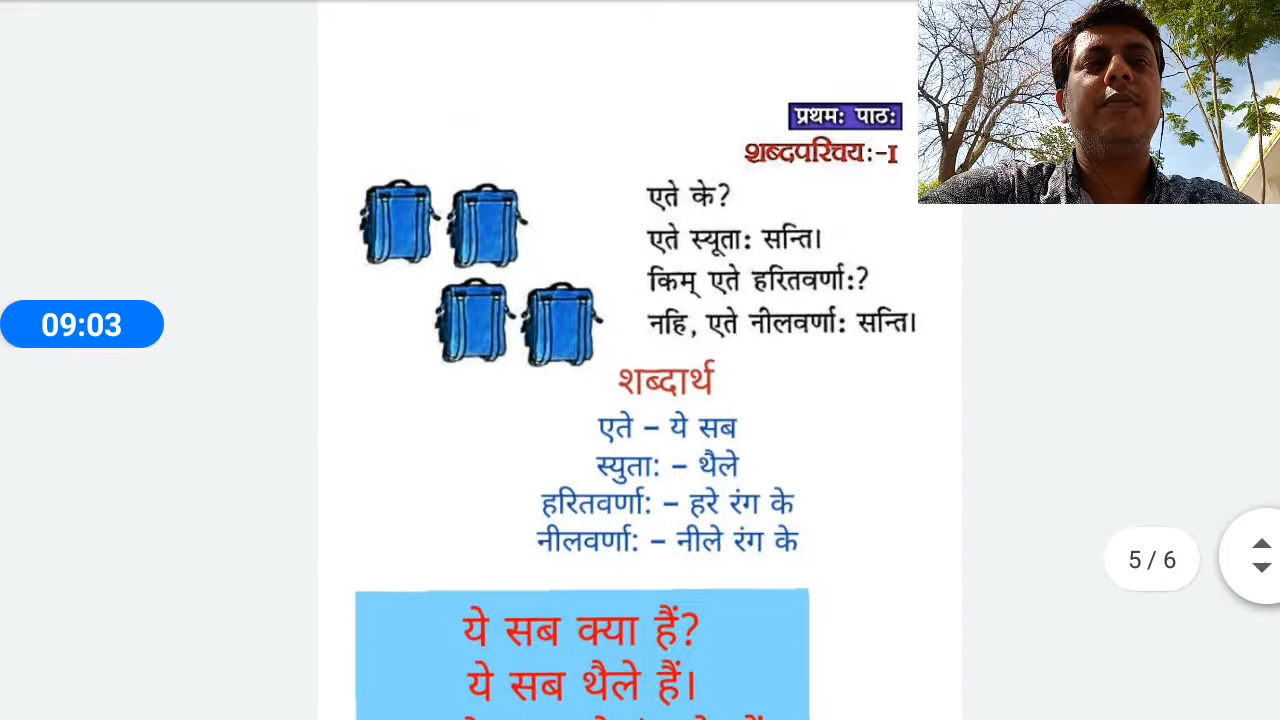 प्रथमः पाठः
शब्दपरिचयः-I
एते के?
एते स्यूताः सन्ति।
किम् एते हरितवर्णाः?
नहि, एते नीलवर्णाः सन्ति।
शब्दार्थ
एते – ये सब
स्युताः – थैले
हरितवर्णाः – हरे रंग के
नीलवर्णाः – नीले रंग के
ये सब क्या हैं?
ये सब थैले हैं।
09:03
5 / 6